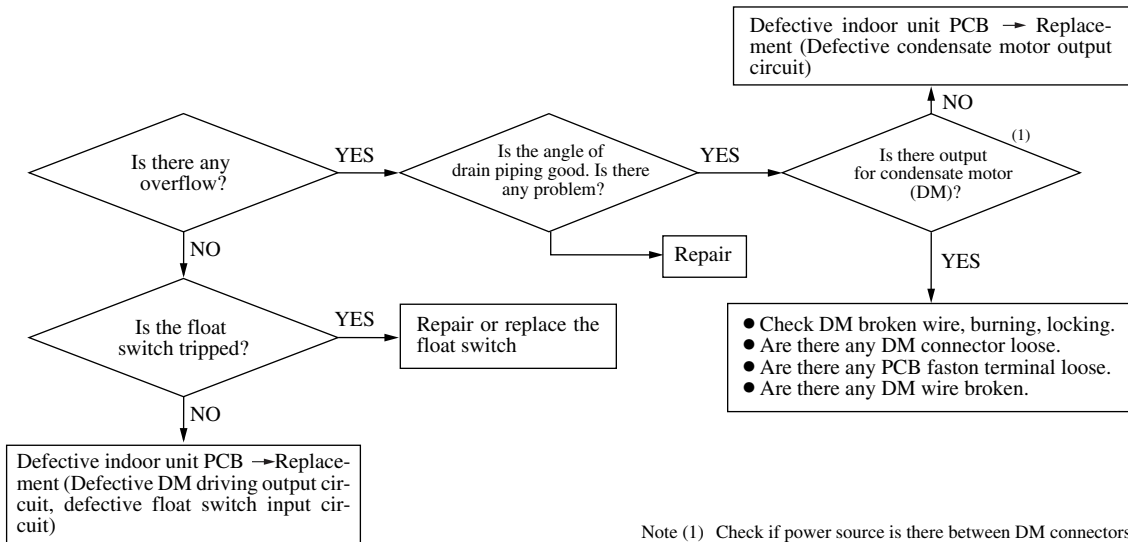 Defective indoor unit PCB → Replace-
ment (Defective condensate motor output
circuit)
NO
(1)
Is there any
overflow?
YES
Is the angle of
drain piping good. Is there
any problem?
YES
Is there output
for condensate motor
(DM)?
NO
Repair
YES
Is the float
switch tripped?
YES
Repair or replace the
float switch
● Check DM broken wire, burning, locking.
● Are there any DM connector loose.
● Are there any PCB faston terminal loose.
● Are there any DM wire broken.
NO
Defective indoor unit PCB →Replace-
ment (Defective DM driving output cir-
cuit, defective float switch input cir-
cuit)
Note (1) Check if power source is there between DM connectors